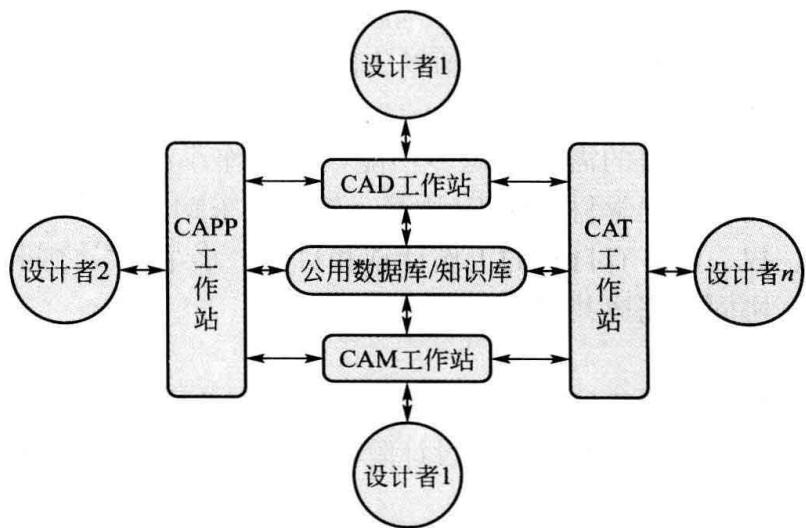 设计者1
CAD工作站
CAPP
工
作
站
CAT
工
作
站
设计者2
公用数据库/知识库
设计者n
CAM工作站
设计者1